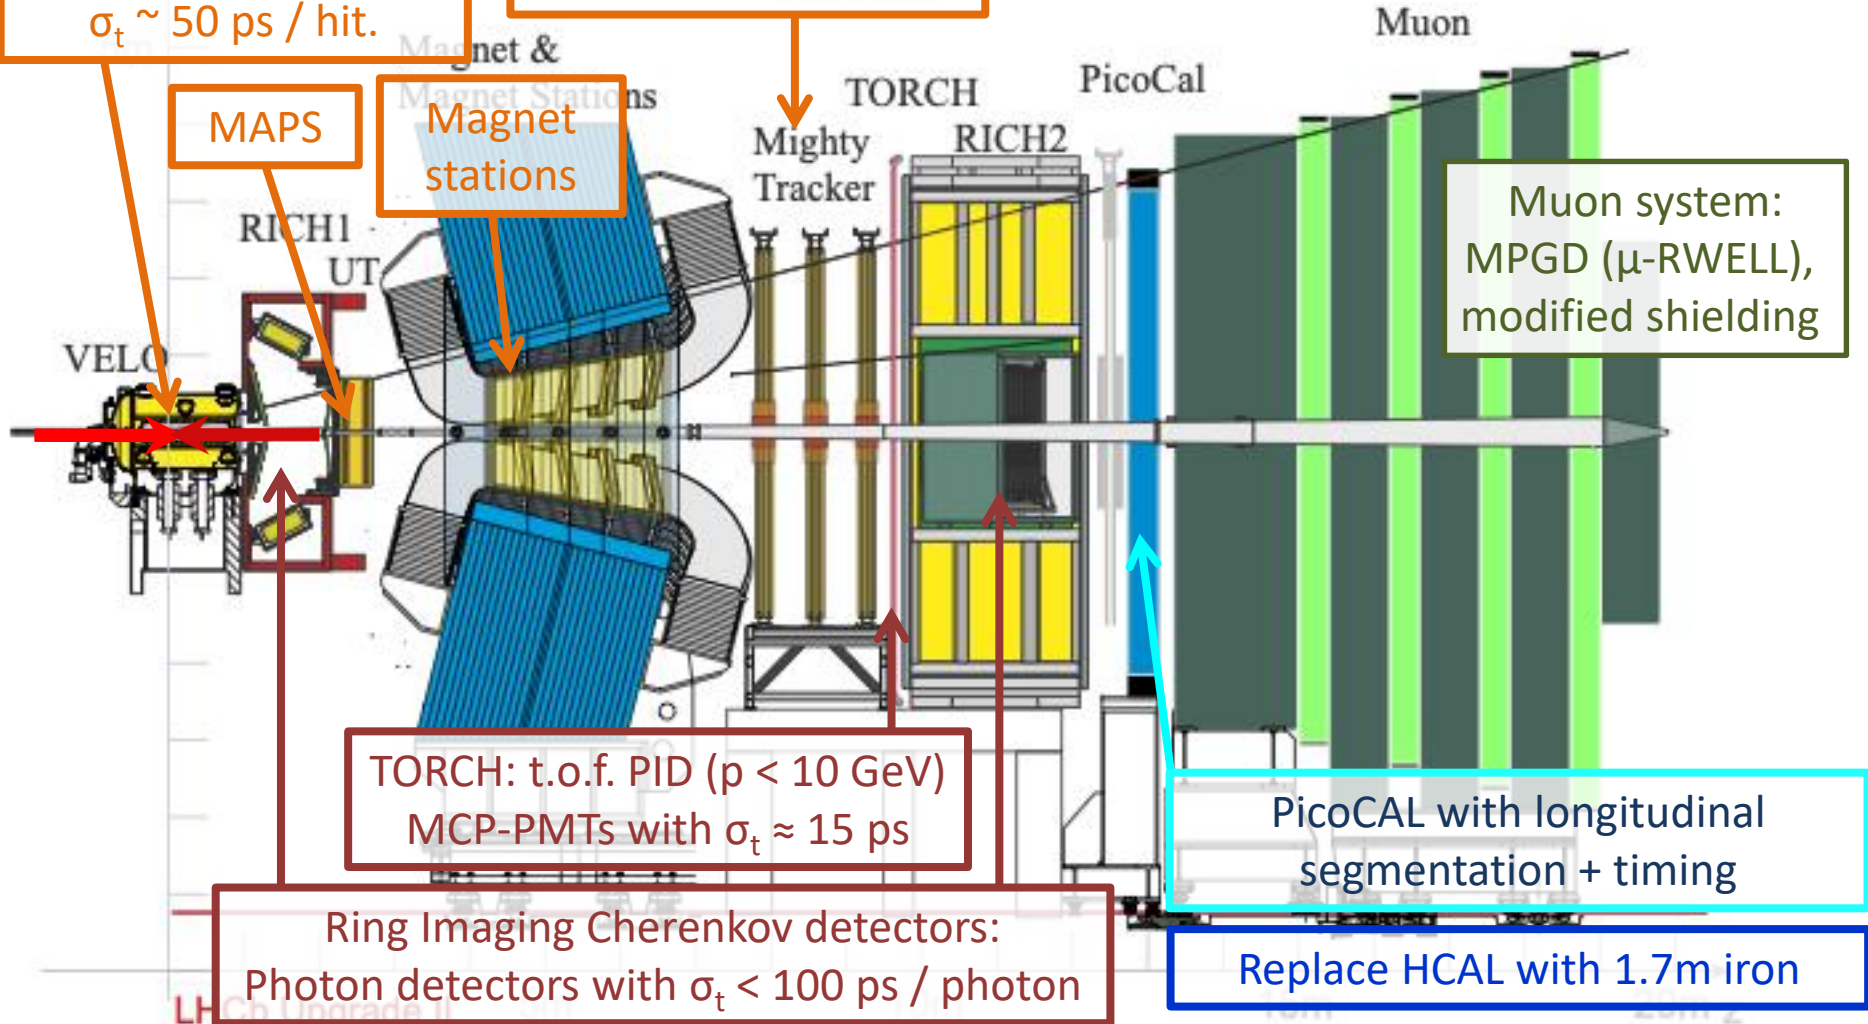 σt ~ 50 ps / hit.
Magnet &
Magnet Stations
MAPS
Magnet
stations
Mighty
Tracker
TORCH
RICH2
PicoCal
Muon
RICH1
UT
VELO
Muon system:
MPGD (μ-RWELL),
modified shielding
TORCH: t.o.f. PID (p < 10 GeV)
MCP-PMTs with σt ≈ 15 ps
PicoCAL with longitudinal
segmentation + timing
Ring Imaging Cherenkov detectors:
Photon detectors with σt < 100 ps / photon
Replace HCAL with 1.7m iron
LHCb Upgrade II